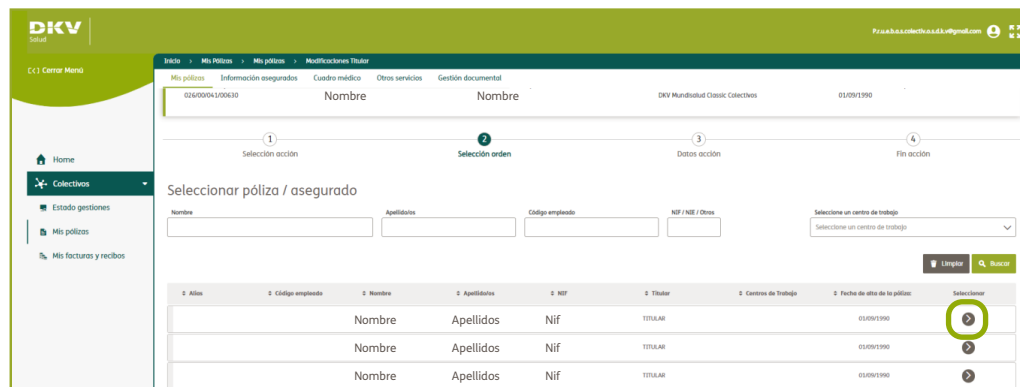 DKV
Salud
P.r.u.e.b.a.s.colectiv.o.s.d.k.v@gmail.com
[<] Cerrar Menú
Inicio > Mis Pólizas > Mis pólizas > Modificaciones Titular
Mis pólizas Información asegurados Cuadro médico Otros servicios Gestión documental
026/00/041/00630 Nombre Nombre DKV Mundisalud Classic Colectivos 01/09/1990
1 2 3 4
Selección acción Selección orden Datos acción Fin acción
Home
Colectivos
Estado gestiones
Mis pólizas
Mis facturas y recibos
Seleccionar póliza / asegurado
Nombre Apellido/os Código empleado NIF / NIE / Otros Seleccione un centro de trabajo
Seleccione un centro de trabajo
Limpiar Buscar
Alias Código empleado Nombre Apellido/os NIF Titular Centros de Trabajo Fecha de alta de la póliza: Seleccionar
Nombre Apellidos Nif TITULAR 01/09/1990
Nombre Apellidos Nif TITULAR 01/09/1990
Nombre Apellidos Nif TITULAR 01/09/1990